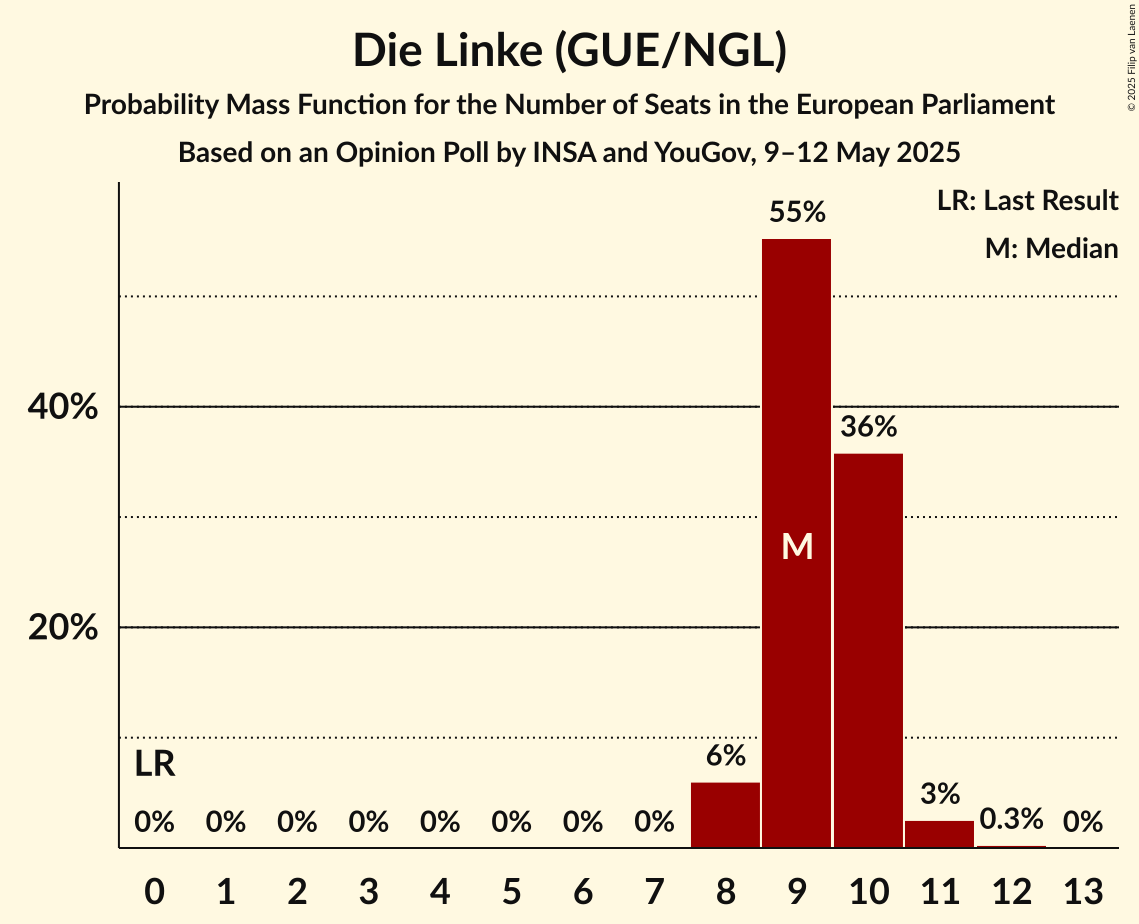 Die Linke (GUE/NGL)
Probability Mass Function for the Number of Seats in the European Parliament
Based on an Opinion Poll by INSA and YouGov, 9–12 May 2025
© 2025 Filip van Laenen
LR: Last Result
M: Median
55%
40%
36%
M
20%
LR
6%
3%
0% 0% 0% 0% 0% 0% 0% 0% 0.3% 0%
0 1 2 3 4 5 6 7 8 9 10 11 12 13